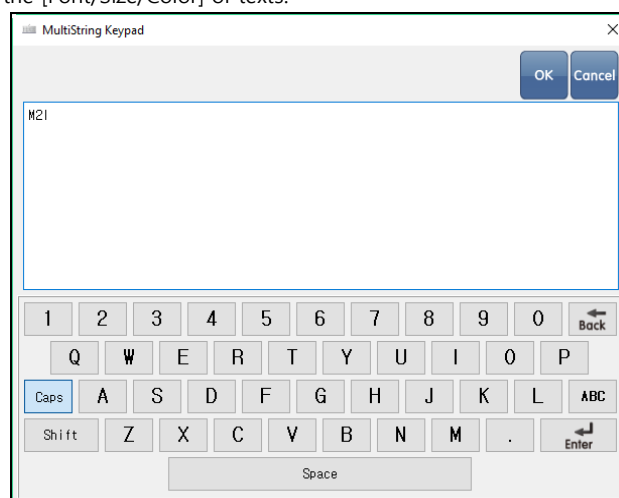 the [Font/Size/Color] of texts.
MultiString Keypad
OK Cancel
M2I
1 2 3 4 5 6 7 8 9 0 Back
Q W E R T Y U I O P
Caps A S D F G H J K L ABC
Shift Z X C V B N M . Enter
Space